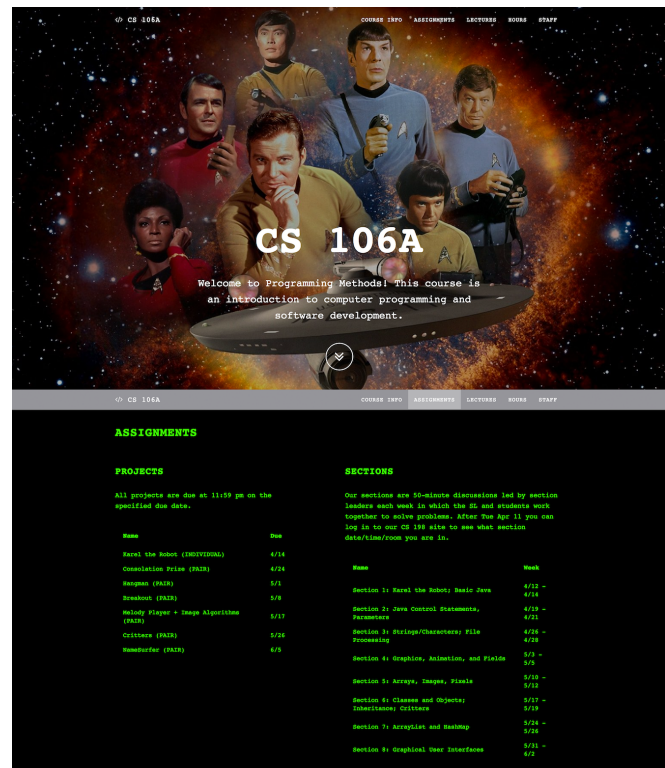 </> CS 106A COURSE INFO ASSIGNMENTS LECTURES HOURS STAFF
CS 106A
Welcome to Programming Methods! This course is
an introduction to computer programming and
software development.
</> CS 106A COURSE INFO ASSIGNMENTS LECTURES HOURS STAFF
ASSIGNMENTS
PROJECTS
All projects are due at 11:59 pm on the
specified due date.
Name Due
Karel the Robot (INDIVIDUAL) 4/14
Consolation Prize (PAIR) 4/24
Hangman (PAIR) 5/1
Breakout (PAIR) 5/8
Melody Player + Image Algorithms
(PAIR) 5/17
Critters (PAIR) 5/26
NameSurfer (PAIR) 6/5
SECTIONS
Our sections are 50-minute discussions led by section
leaders each week in which the SL and students work
together to solve problems. After Tue Apr 11 you can
log in to our CS 198 site to see what section
date/time/room you are in.
Name Week
Section 1: Karel the Robot; Basic Java 4/12 –
4/14
Section 2: Java Control Statements, 4/19 –
Parameters 4/21
Section 3: Strings/Characters; File 4/26 –
Processing 4/28
Section 4: Graphics, Animation, and Fields 5/3 –
5/5
Section 5: Arrays, Images, Pixels 5/10 –
5/12
Section 6: Classes and Objects; 5/17 –
Inheritance; Critters 5/19
Section 7: ArrayList and HashMap 5/24 –
5/26
Section 8: Graphical User Interfaces 5/31 –
6/2